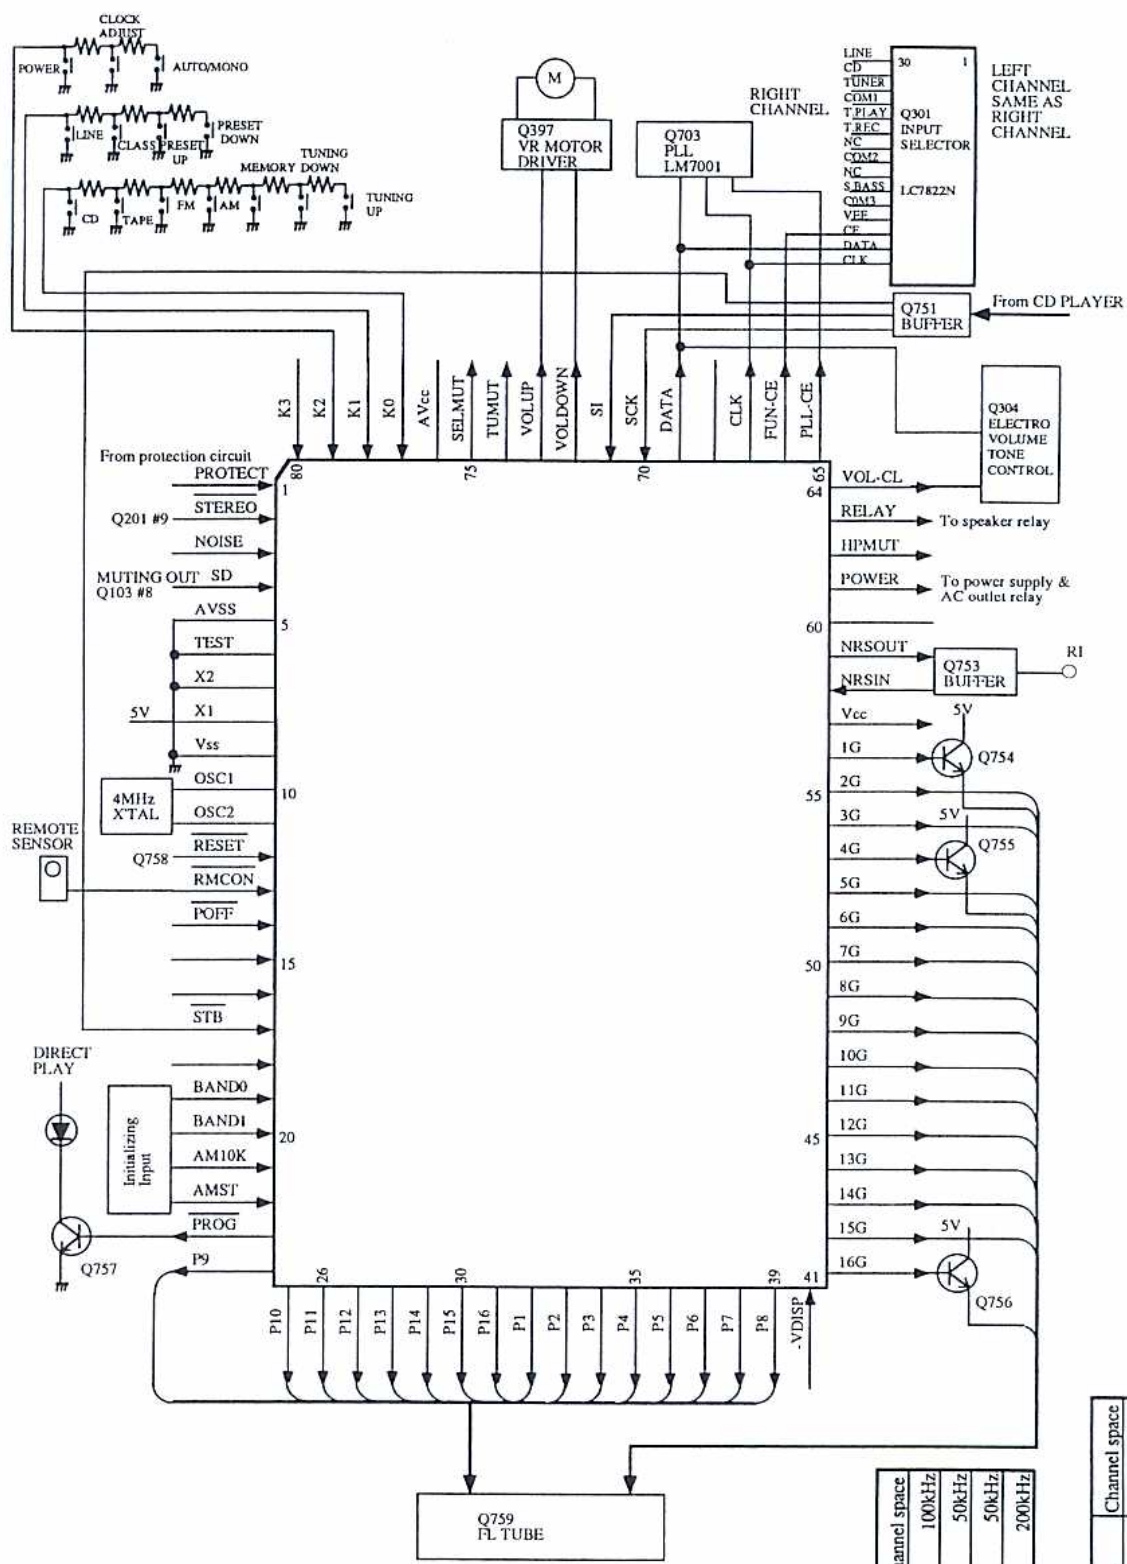 CLOCK
ADJUST
POWER
AUTO/MONO
LINE
CLASS
PRESET
UP
PRESET
DOWN
CD
TAPE
FM
AM
MEMORY
TUNING
DOWN
TUNING
UP
M
Q397
VR MOTOR
DRIVER
RIGHT
CHANNEL
Q703
PLL
LM7001
LINE
CD
TUNER
COM1
T.PLAY
T.REC
NC
COM2
NC
S.BASS
COM3
VEE
CE
DATA
CLK
30
1
Q301
INPUT
SELECTOR
LC7822N
LEFT
CHANNEL
SAME AS
RIGHT
CHANNEL
Q751
BUFFER
From CD PLAYER
Q304
ELECTRO
VOLUME
TONE
CONTROL
K3
K2
K1
K0
AVcc
SELMUT
TUMUT
VOLUP
VOLDOWN
SI
SCK
DATA
CLK
FUN-CE
PLL-CE
80
75
70
65
From protection circuit
PROTECT
1
STEREO
Q201 #9
NOISE
MUTING OUT
Q103 #8
SD
AVSS
5
TEST
X2
5V
X1
Vss
4MHz
X'TAL
OSC1
10
OSC2
REMOTE
SENSOR
Q758
RESET
RMCON
POFF
15
STB
DIRECT
PLAY
Initializing
Input
BAND0
BAND1
20
AM10K
AMST
PROG
Q757
P9
64
VOL-CL
RELAY
To speaker relay
HPMUT
POWER
To power supply &
AC outlet relay
60
NRSOUT
NRSIN
Q753
BUFFER
RI
Vcc
5V
1G
Q754
2G
55
3G
5V
4G
Q755
5G
6G
7G
50
8G
9G
10G
11G
12G
45
13G
14G
15G
5V
16G
Q756
26
30
35
39
41
P10
P11
P12
P13
P14
P15
P16
P1
P2
P3
P4
P5
P6
P7
P8
-VDISP
Q759
FL TUBE
annel space
100kHz
50kHz
50kHz
200kHz
Channel space